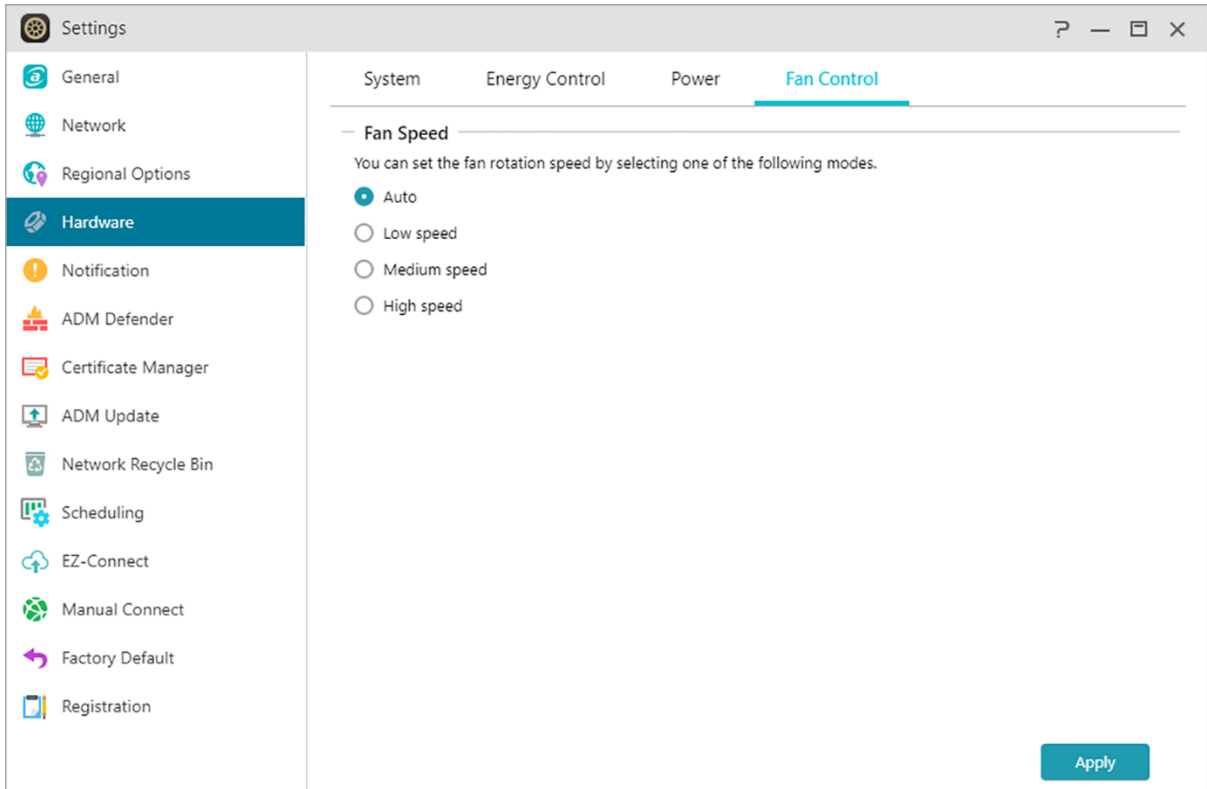 Settings
General
Network
Regional Options
Hardware
Notification
ADM Defender
Certificate Manager
ADM Update
Network Recycle Bin
Scheduling
EZ-Connect
Manual Connect
Factory Default
Registration
System Energy Control Power Fan Control
Fan Speed
You can set the fan rotation speed by selecting one of the following modes.
Auto
Low speed
Medium speed
High speed
Apply